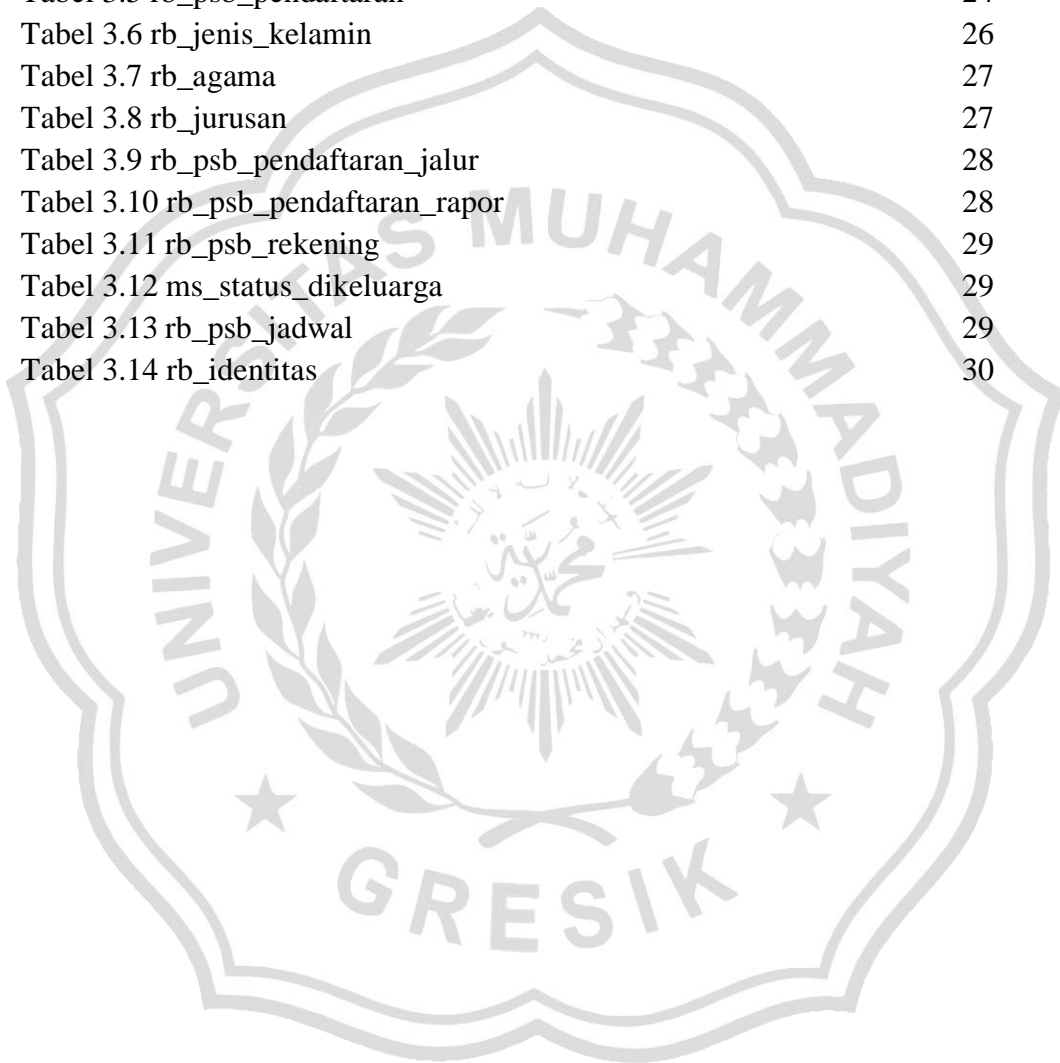 Tabel 3.6 rb_jenis_kelamin 26
Tabel 3.7 rb_agama 27
Tabel 3.8 rb_jurusan 27
Tabel 3.9 rb_psb_pendaftaran_jalur 28
Tabel 3.10 rb_psb_pendaftaran_rapor 28
Tabel 3.11 rb_psb_rekening 29
Tabel 3.12 ms_status_dikeluarga 29
Tabel 3.13 rb_psb_jadwal 29
Tabel 3.14 rb_identitas 30
UNIVERSITAS MUHAMMADIYAH
محمد
GRESIK